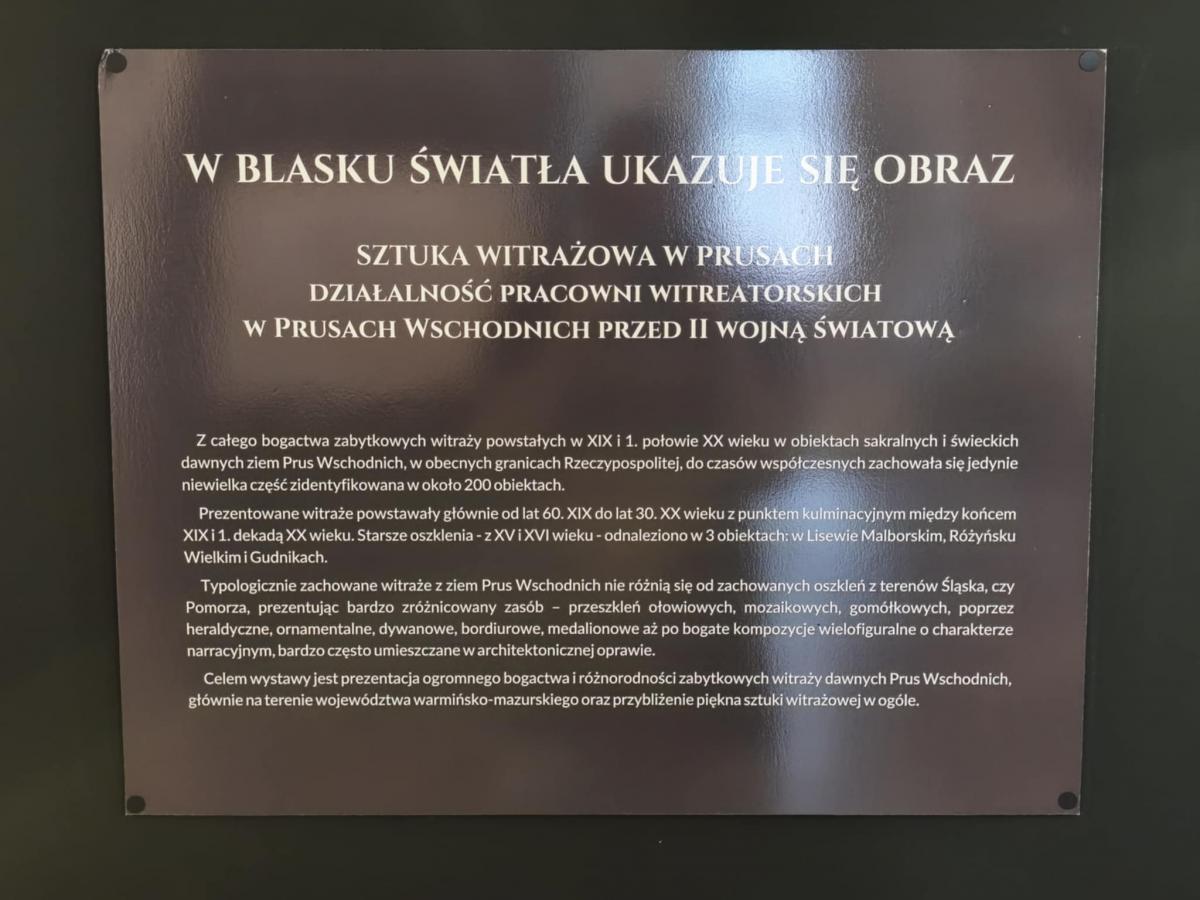 W BLASKU ŚWIATŁA UKAZUJE SIĘ OBRAZ
SZTUKA WITRAŻOWA W PRUSACH
DZIAŁALNOŚĆ PRACOWNI WITREATORSKICH
W PRUSACH WSCHODNICH PRZED II WOJNĄ ŚWIATOWĄ
Z całego bogactwa zabytkowych witraży powstałych w XIX i 1. połowie XX wieku w obiektach sakralnych i świeckich
dawnych ziem Prus Wschodnich, w obecnych granicach Rzeczypospolitej, do czasów współczesnych zachowała się jedynie
niewielka część zidentyfikowana w około 200 obiektach.
Prezentowane witraże powstawały głównie od lat 60. XIX do lat 30. XX wieku z punktem kulminacyjnym między końcem
XIX i 1. dekadą XX wieku. Starsze oszklenia - z XV i XVI wieku - odnaleziono w 3 obiektach: w Lisewie Malborskim, Różyńsku
Wielkim i Gudnikach.
Typologicznie zachowane witraże z ziem Prus Wschodnich nie różnią się od zachowanych oszkleń z terenów Śląska, czy
Pomorza, prezentując bardzo zróżnicowany zasób – przeszkleń ołowiowych, mozaikowych, gomółkowych, poprzez
heraldyczne, ornamentalne, dywanowe, bordiurowe, medalionowe aż po bogate kompozycje wielofiguralne o charakterze
narracyjnym, bardzo często umieszczane w architektonicznej oprawie.
Celem wystawy jest prezentacja ogromnego bogactwa i różnorodności zabytkowych witraży dawnych Prus Wschodnich,
głównie na terenie województwa warmińsko-mazurskiego oraz przybliżenie piękna sztuki witrażowej w ogóle.